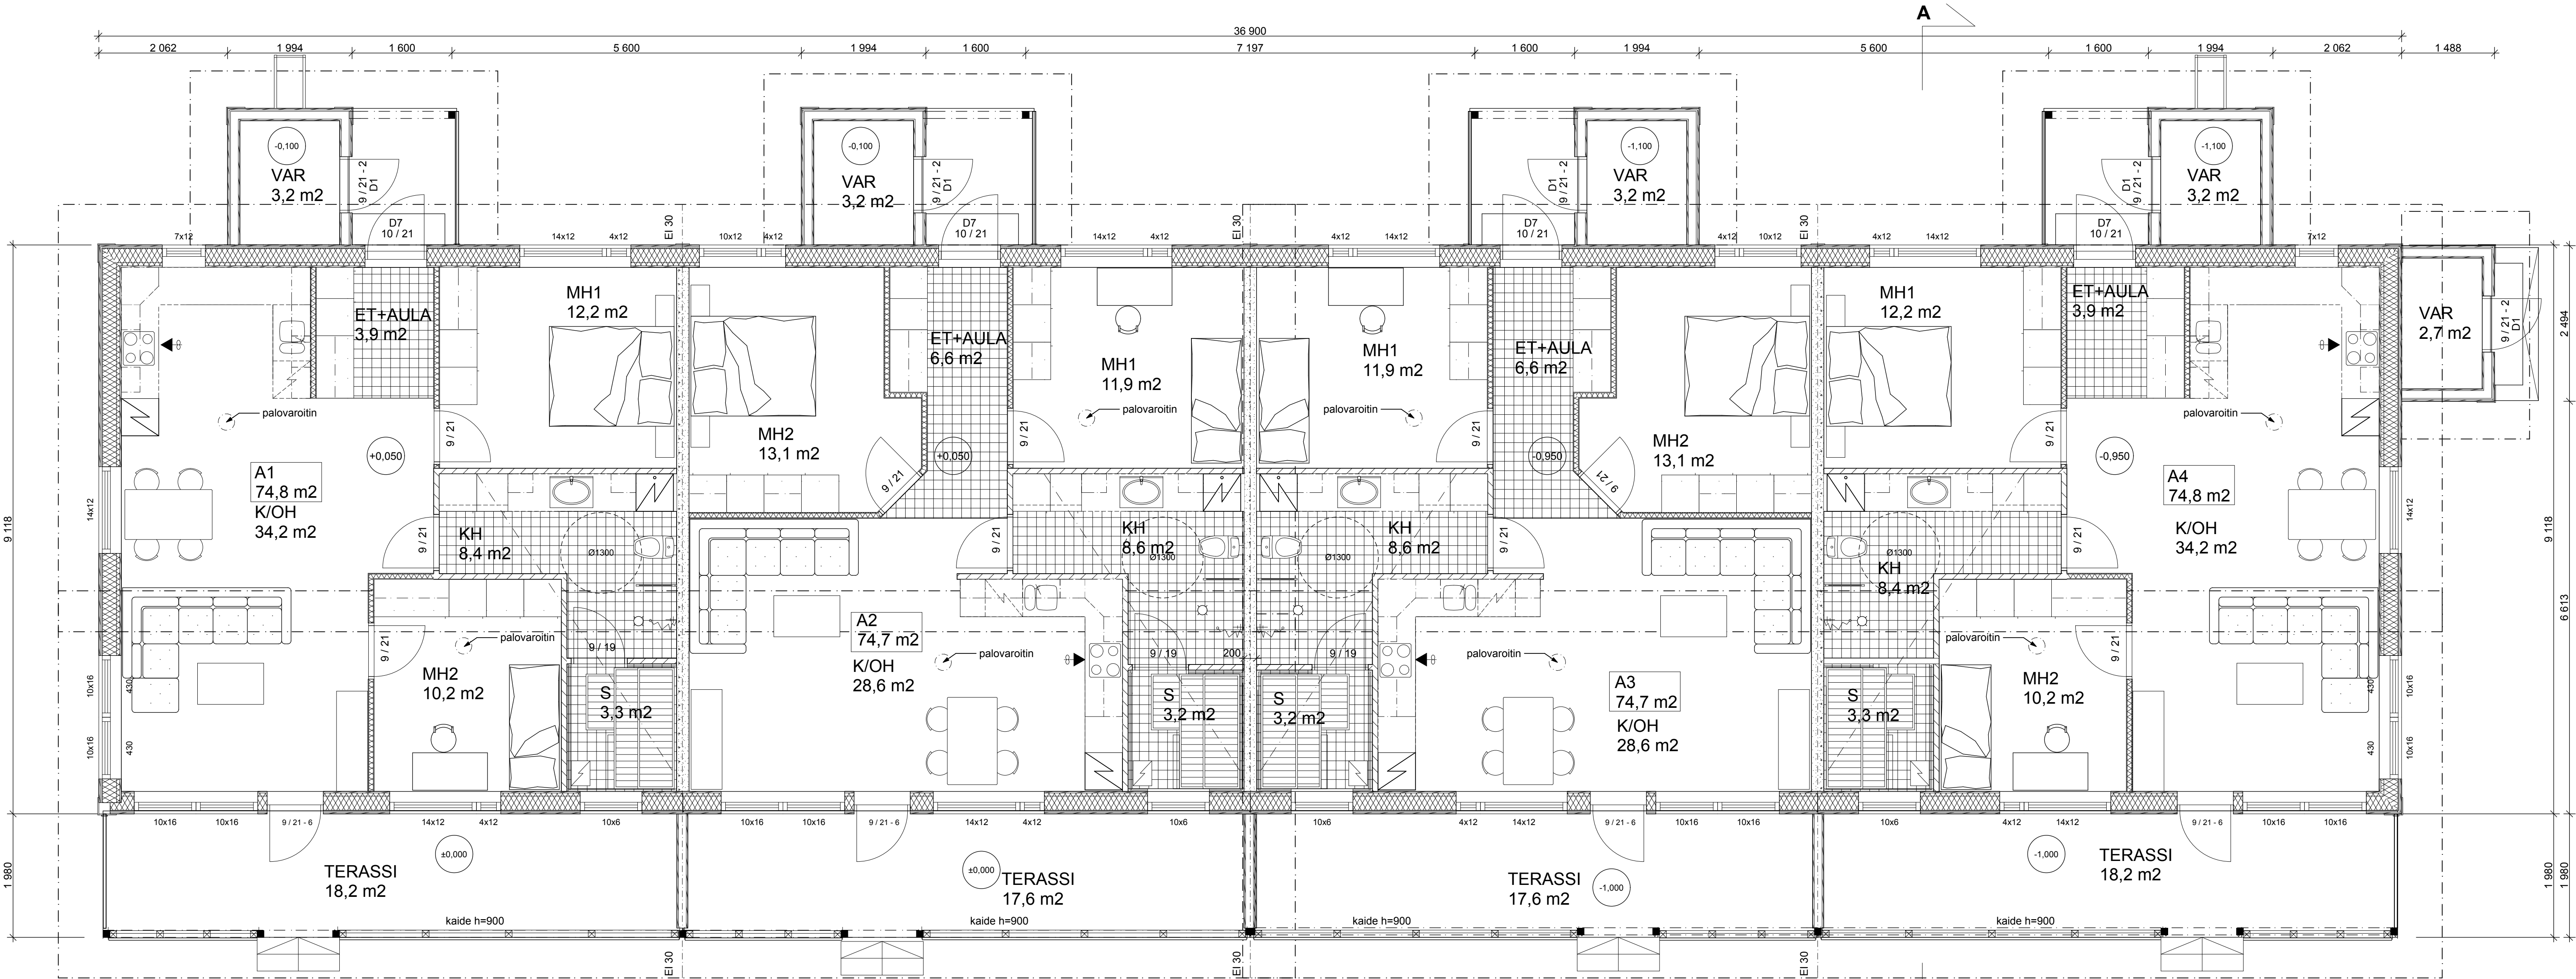 A
36 900
2 062
1 994
1 600
5 600
1 994
1 600
7 197
1 600
1 994
5 600
1 600
1 994
2 062
1 488
-0,100
VAR
3,2 m2
9 / 21 - 2
D1
D7
10 / 21
-0,100
VAR
3,2 m2
9 / 21 - 2
D1
D7
10 / 21
-1,100
VAR
3,2 m2
D1
9 / 21 - 2
D7
10 / 21
-1,100
VAR
3,2 m2
D1
9 / 21 - 2
D7
10 / 21
EI 30
EI 30
EI 30
7x12
14x12
4x12
10x12
4x12
14x12
4x12
4x12
14x12
4x12
10x12
4x12
14x12
7x12
ET+AULA
3,9 m2
MH1
12,2 m2
palovaroitin
9 / 21
+0,050
A1
74,8 m2
K/OH
34,2 m2
14x12
9 118
9 / 21
KH
8,4 m2
Ø1300
9 / 21
palovaroitin
MH2
10,2 m2
9 / 19
S
3,3 m2
10x16
430
10x16
430
ET+AULA
6,6 m2
MH1
11,9 m2
palovaroitin
MH2
13,1 m2
9 / 21
+0,050
9 / 21
9 / 21
KH
8,6 m2
Ø1300
A2
74,7 m2
K/OH
28,6 m2
palovaroitin
9 / 19
200
S
3,2 m2
MH1
11,9 m2
palovaroitin
9 / 21
ET+AULA
6,6 m2
-0,950
9 / 21
MH2
13,1 m2
KH
8,6 m2
Ø1300
9 / 21
9 / 19
S
3,2 m2
palovaroitin
A3
74,7 m2
K/OH
28,6 m2
MH1
12,2 m2
ET+AULA
3,9 m2
palovaroitin
9 / 21
-0,950
A4
74,8 m2
K/OH
34,2 m2
14x12
9 / 21
Ø1300
KH
8,4 m2
palovaroitin
9 / 21
MH2
10,2 m2
S
3,3 m2
430
10x16
430
10x16
VAR
2,7 m2
9 / 21 - 2
D1
2 494
9 118
6 613
10x16
10x16
9 / 21 - 6
14x12
4x12
10x6
10x16
10x16
9 / 21 - 6
14x12
4x12
10x6
10x6
4x12
14x12
9 / 21 - 6
10x16
10x16
10x6
4x12
14x12
9 / 21 - 6
10x16
10x16
1 980
±0,000
TERASSI
18,2 m2
kaide h=900
±0,000
TERASSI
17,6 m2
kaide h=900
TERASSI
17,6 m2
-1,000
kaide h=900
-1,000
TERASSI
18,2 m2
kaide h=900
1 980
1 980
EI 30
EI 30
EI 30